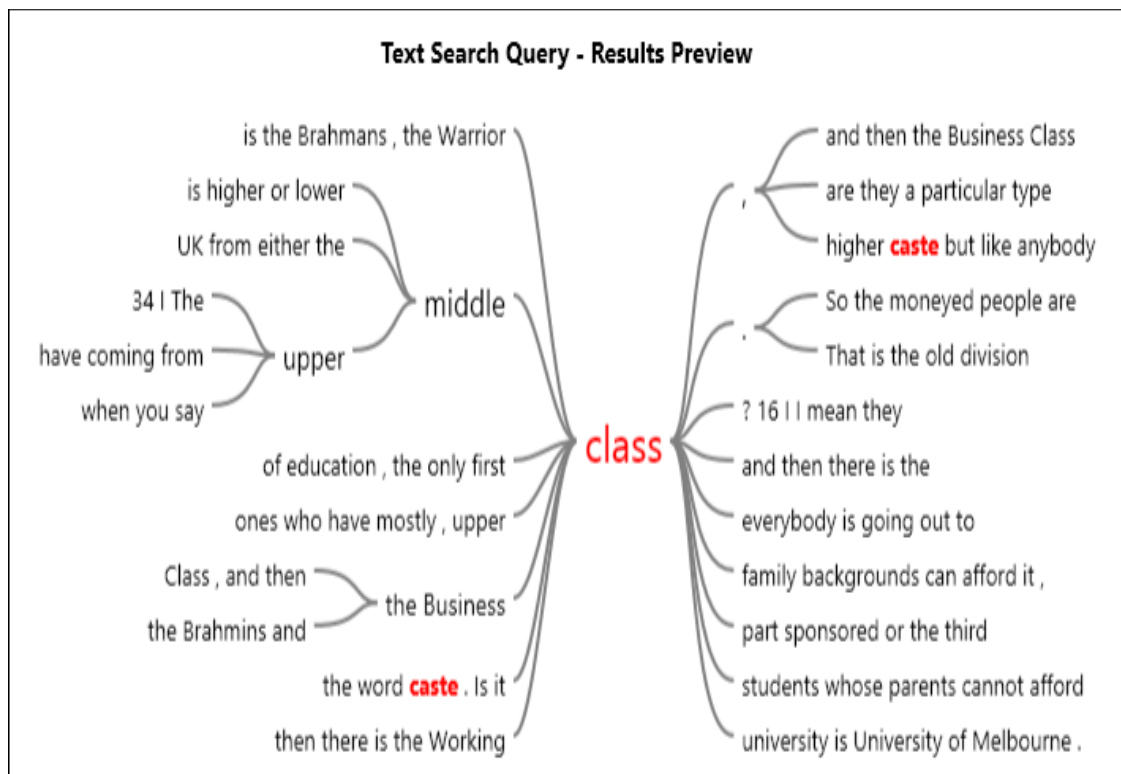 Text Search Query - Results Preview
is the Brahmans , the Warrior
is higher or lower
UK from either the
34 I The
have coming from
when you say
upper
middle
of education , the only first
ones who have mostly , upper
Class , and then
the Brahmins and
the Business
the word caste . Is it
then there is the Working
class
,
and then the Business Class
are they a particular type
higher caste but like anybody
.
So the moneyed people are
That is the old division
? 16 I I mean they
and then there is the
everybody is going out to
family backgrounds can afford it ,
part sponsored or the third
students whose parents cannot afford
university is University of Melbourne .